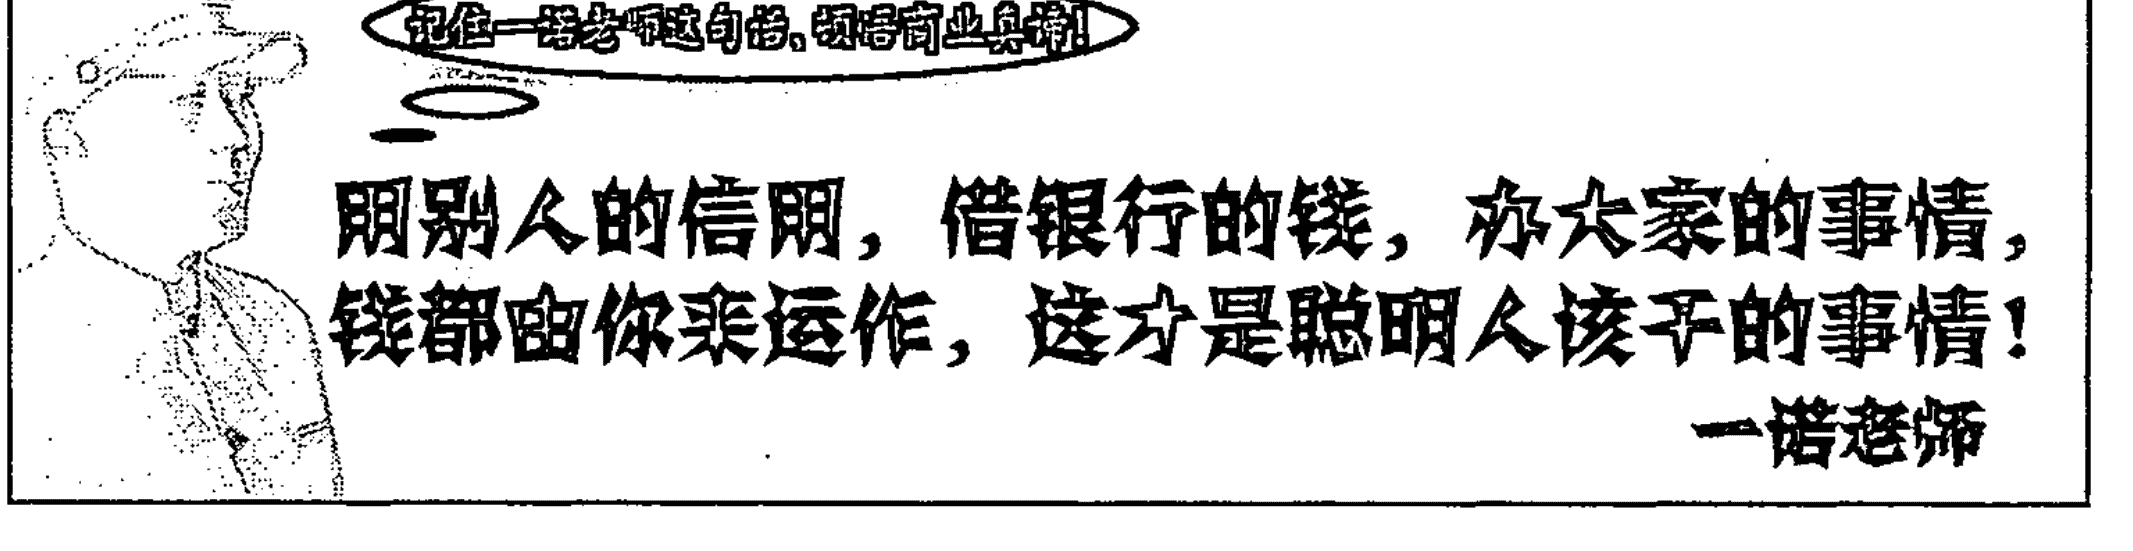 记住一诺老师这句话,领悟商业真谛!
用别人的信用,借银行的钱,办大家的事情,
钱都由你来运作,这才是聪明人该干的事情!
一诺老师